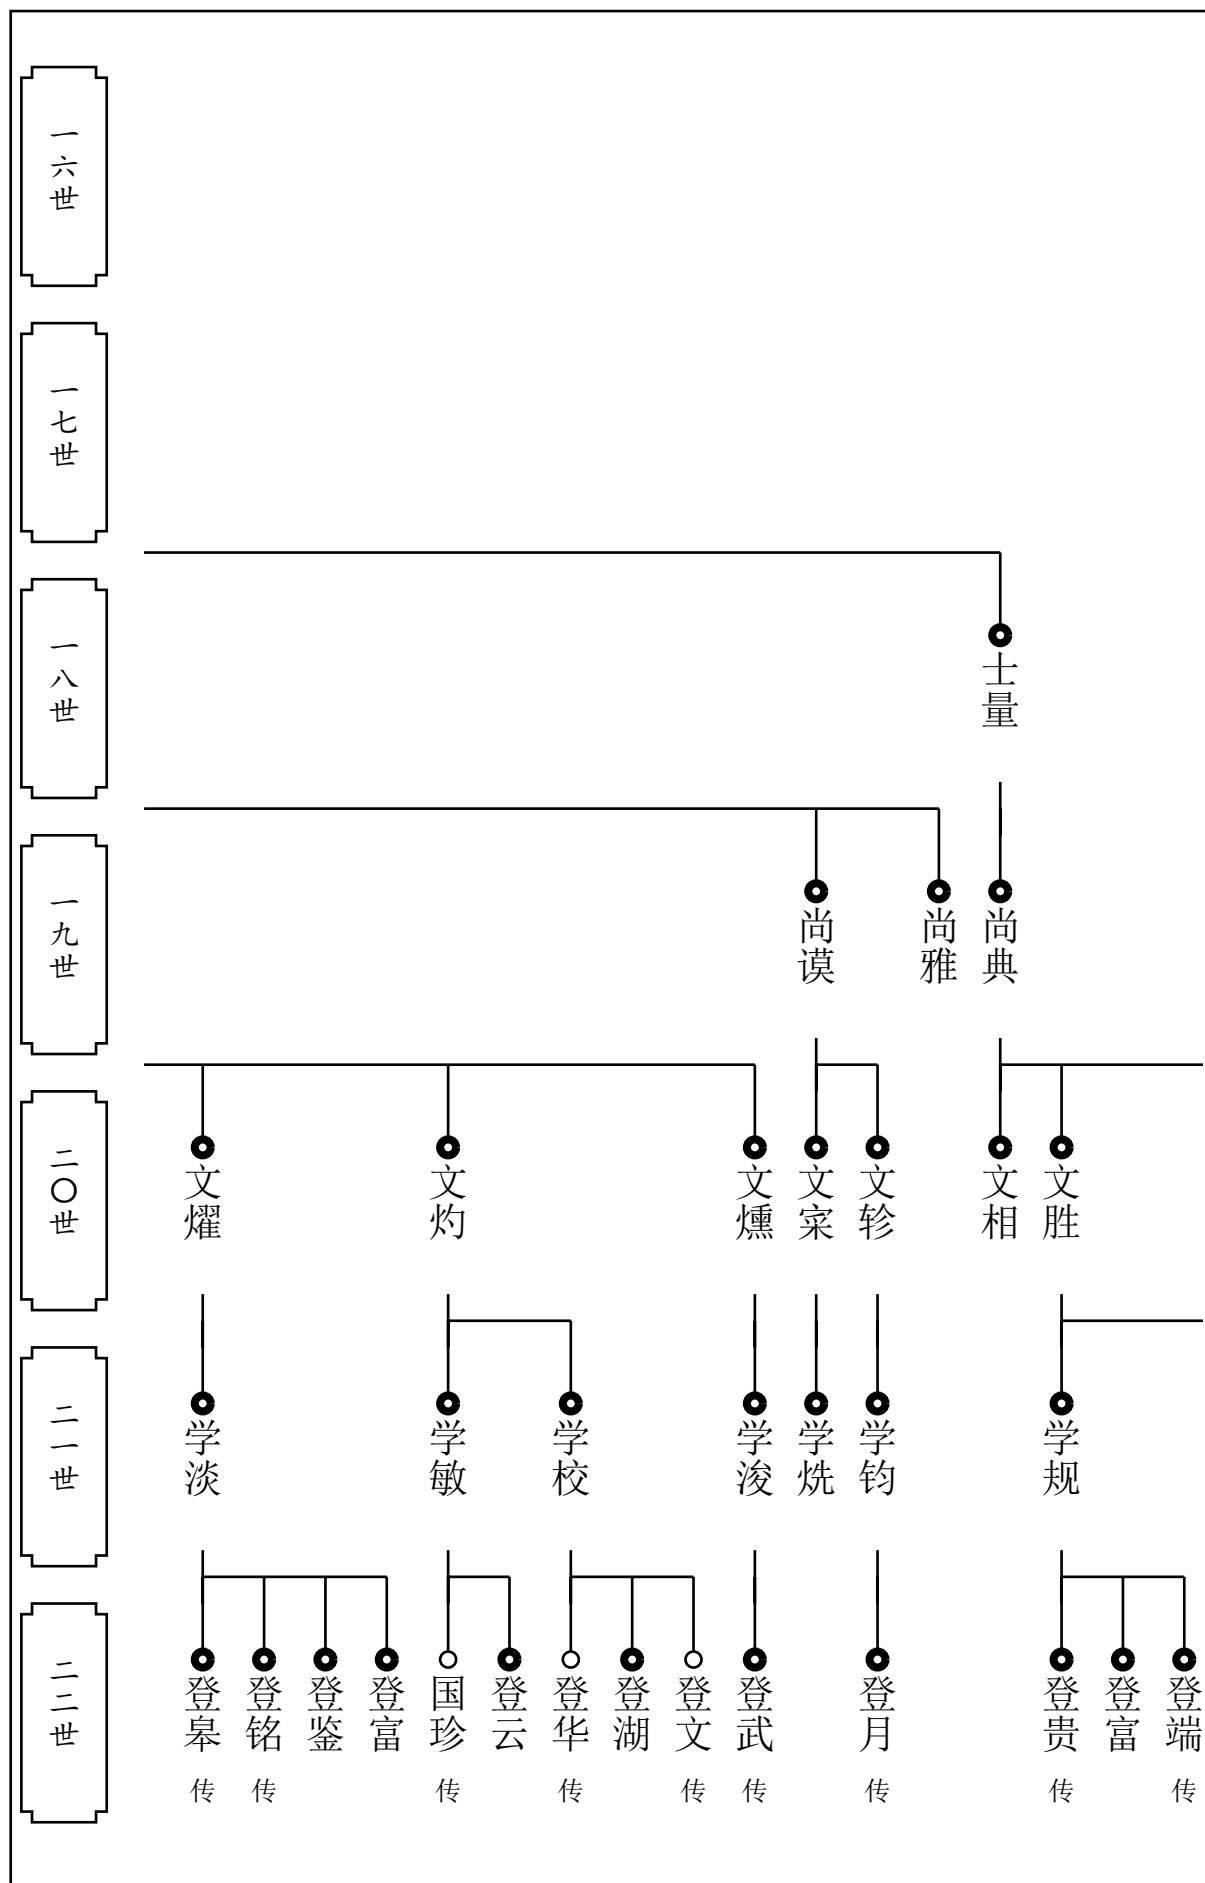 一六世
一七世
一八世
士量
一九世
尚谟
尚雅
尚典
二〇世
文燿
文灼
文燻
文寀
文轸
文相
文胜
二一世
学淡
学敏
学校
学浚
学烍
学钧
学规
二二世
登皋
登铭
登鉴
登富
国珍
登云
登华
登湖
登文
登武
登月
登贵
登富
登端
传
传
传
传
传
传
传
传
传